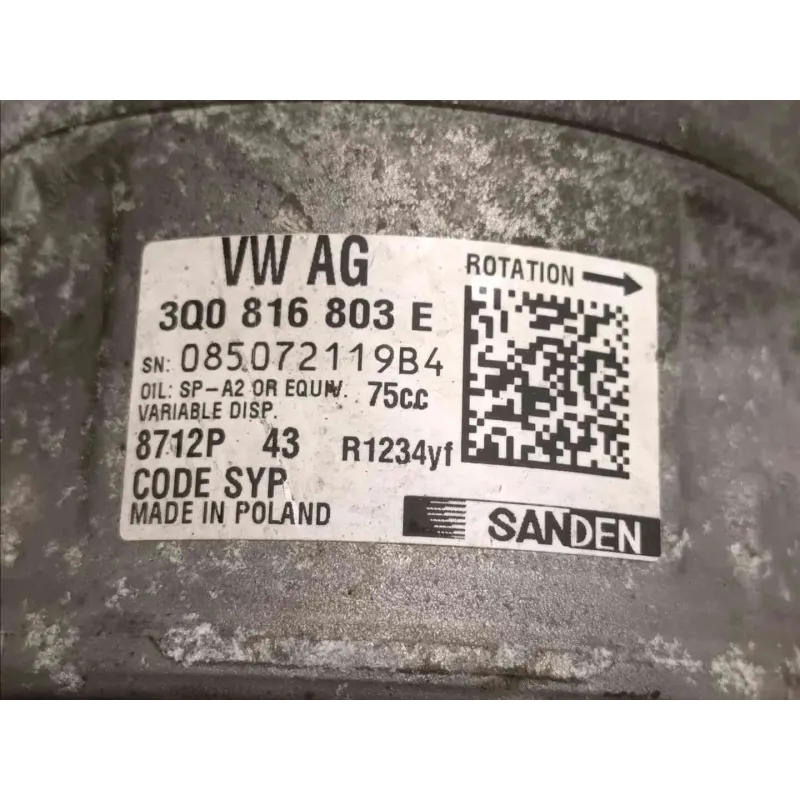 VW AG
ROTATION
3Q0 816 803 E
SN: 085072119B4
OIL: SP-A2 OR EQUIV. 75cc
VARIABLE DISP.
8712P 43 R1234yf
CODE SYP
MADE IN POLAND
SANDEN